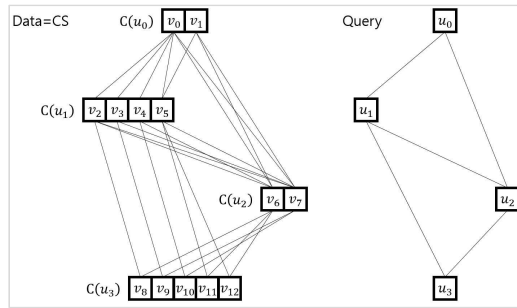 Data=CS
C(u₀) v₀ v₁
Query
u₀
C(u₁) v₂ v₃ v₄ v₅
u₁
C(u₂) v₆ v₇
u₂
C(u₃) v₈ v₉ v₁₀ v₁₁ v₁₂
u₃